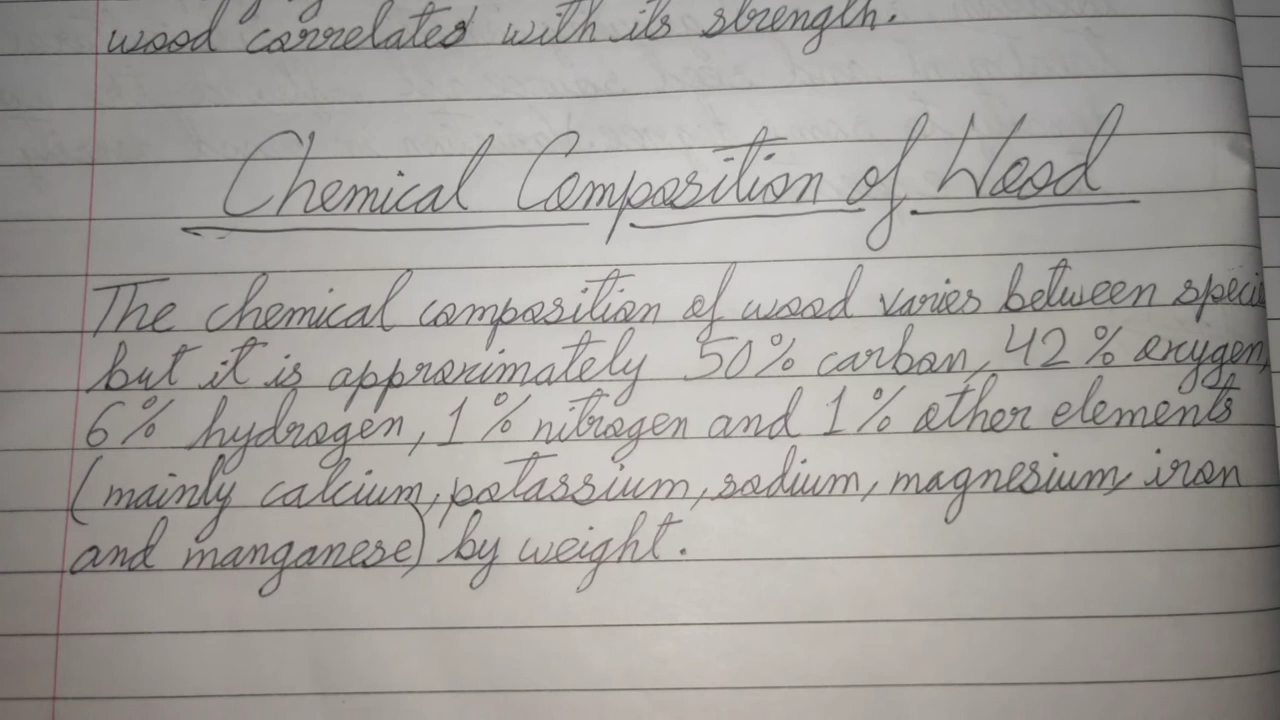 wood correlates with its strength.
Chemical Composition of Wood
The chemical composition of wood varies between speci
but it is approximately 50% carbon, 42% oxygen,
6% hydrogen, 1% nitrogen and 1% other elements
(mainly calcium, potassium, sodium, magnesium, iron
and manganese) by weight.